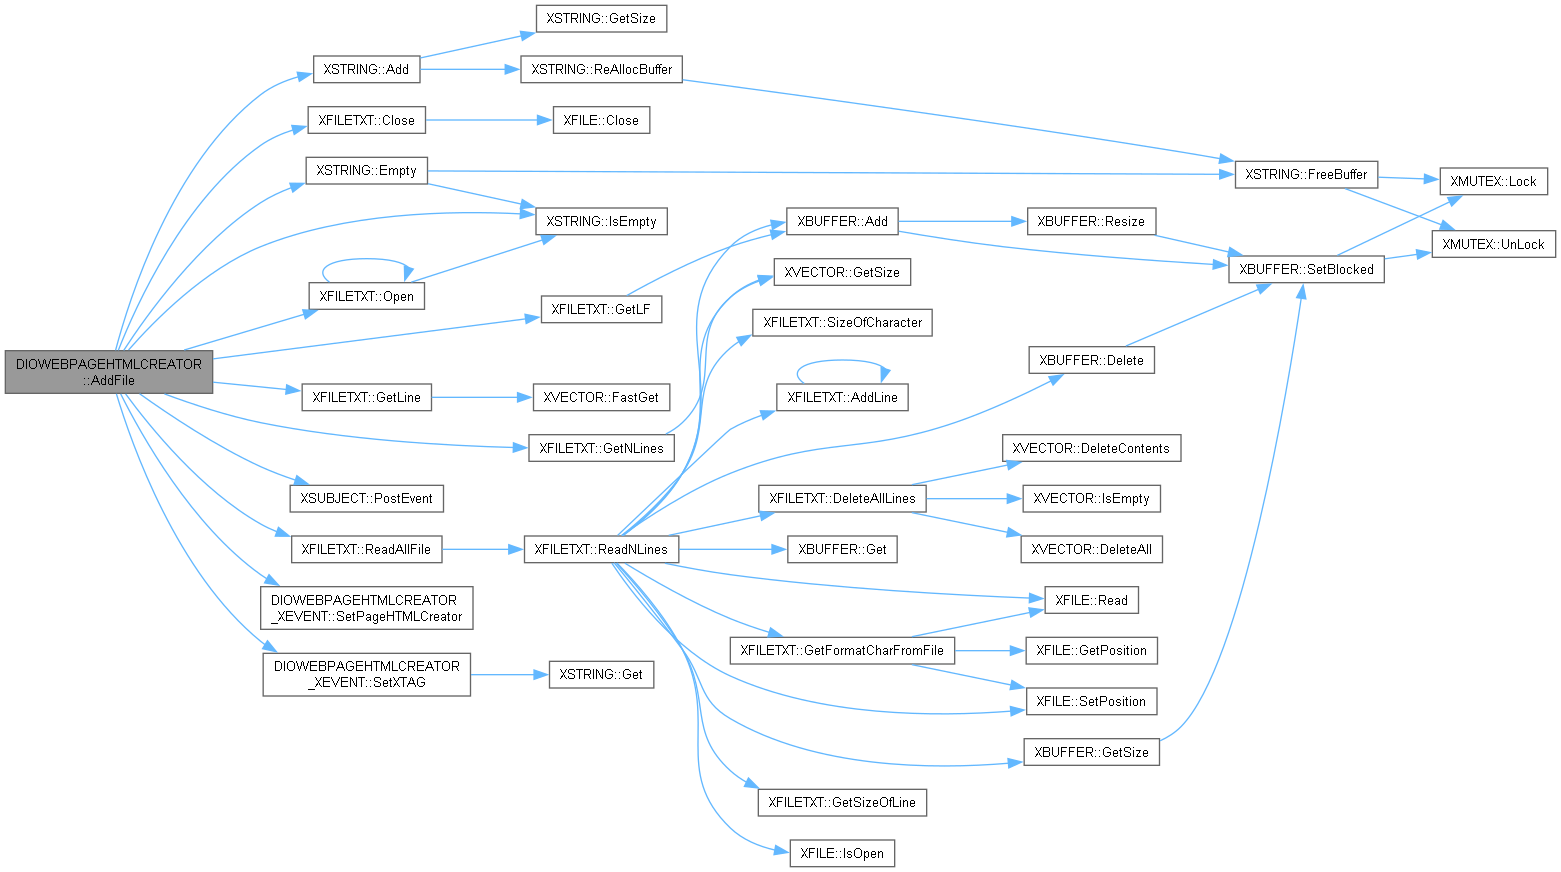 XSTRING::GetSize
XSTRING::Add
XSTRING::ReAllocBuffer
XFILETXT::Close
XFILE::Close
XSTRING::Empty
XSTRING::FreeBuffer
XMUTEX::Lock
XSTRING::IsEmpty
XBUFFER::Add
XBUFFER::Resize
XMUTEX::UnLock
XFILETXT::Open
XVECTOR::GetSize
XBUFFER::SetBlocked
XFILETXT::GetLF
XFILETXT::SizeOfCharacter
DIOWEBPAGEHTMLCREATOR
::AddFile
XBUFFER::Delete
XFILETXT::GetLine
XVECTOR::FastGet
XFILETXT::AddLine
XFILETXT::GetNLines
XVECTOR::DeleteContents
XSUBJECT::PostEvent
XFILETXT::DeleteAllLines
XVECTOR::IsEmpty
XFILETXT::ReadAllFile
XFILETXT::ReadNLines
XBUFFER::Get
XVECTOR::DeleteAll
DIOWEBPAGEHTMLCREATOR
_XEVENT::SetPageHTMLCreator
XFILE::Read
XFILETXT::GetFormatCharFromFile
XFILE::GetPosition
DIOWEBPAGEHTMLCREATOR
_XEVENT::SetXTAG
XSTRING::Get
XFILE::SetPosition
XBUFFER::GetSize
XFILETXT::GetSizeOfLine
XFILE::IsOpen